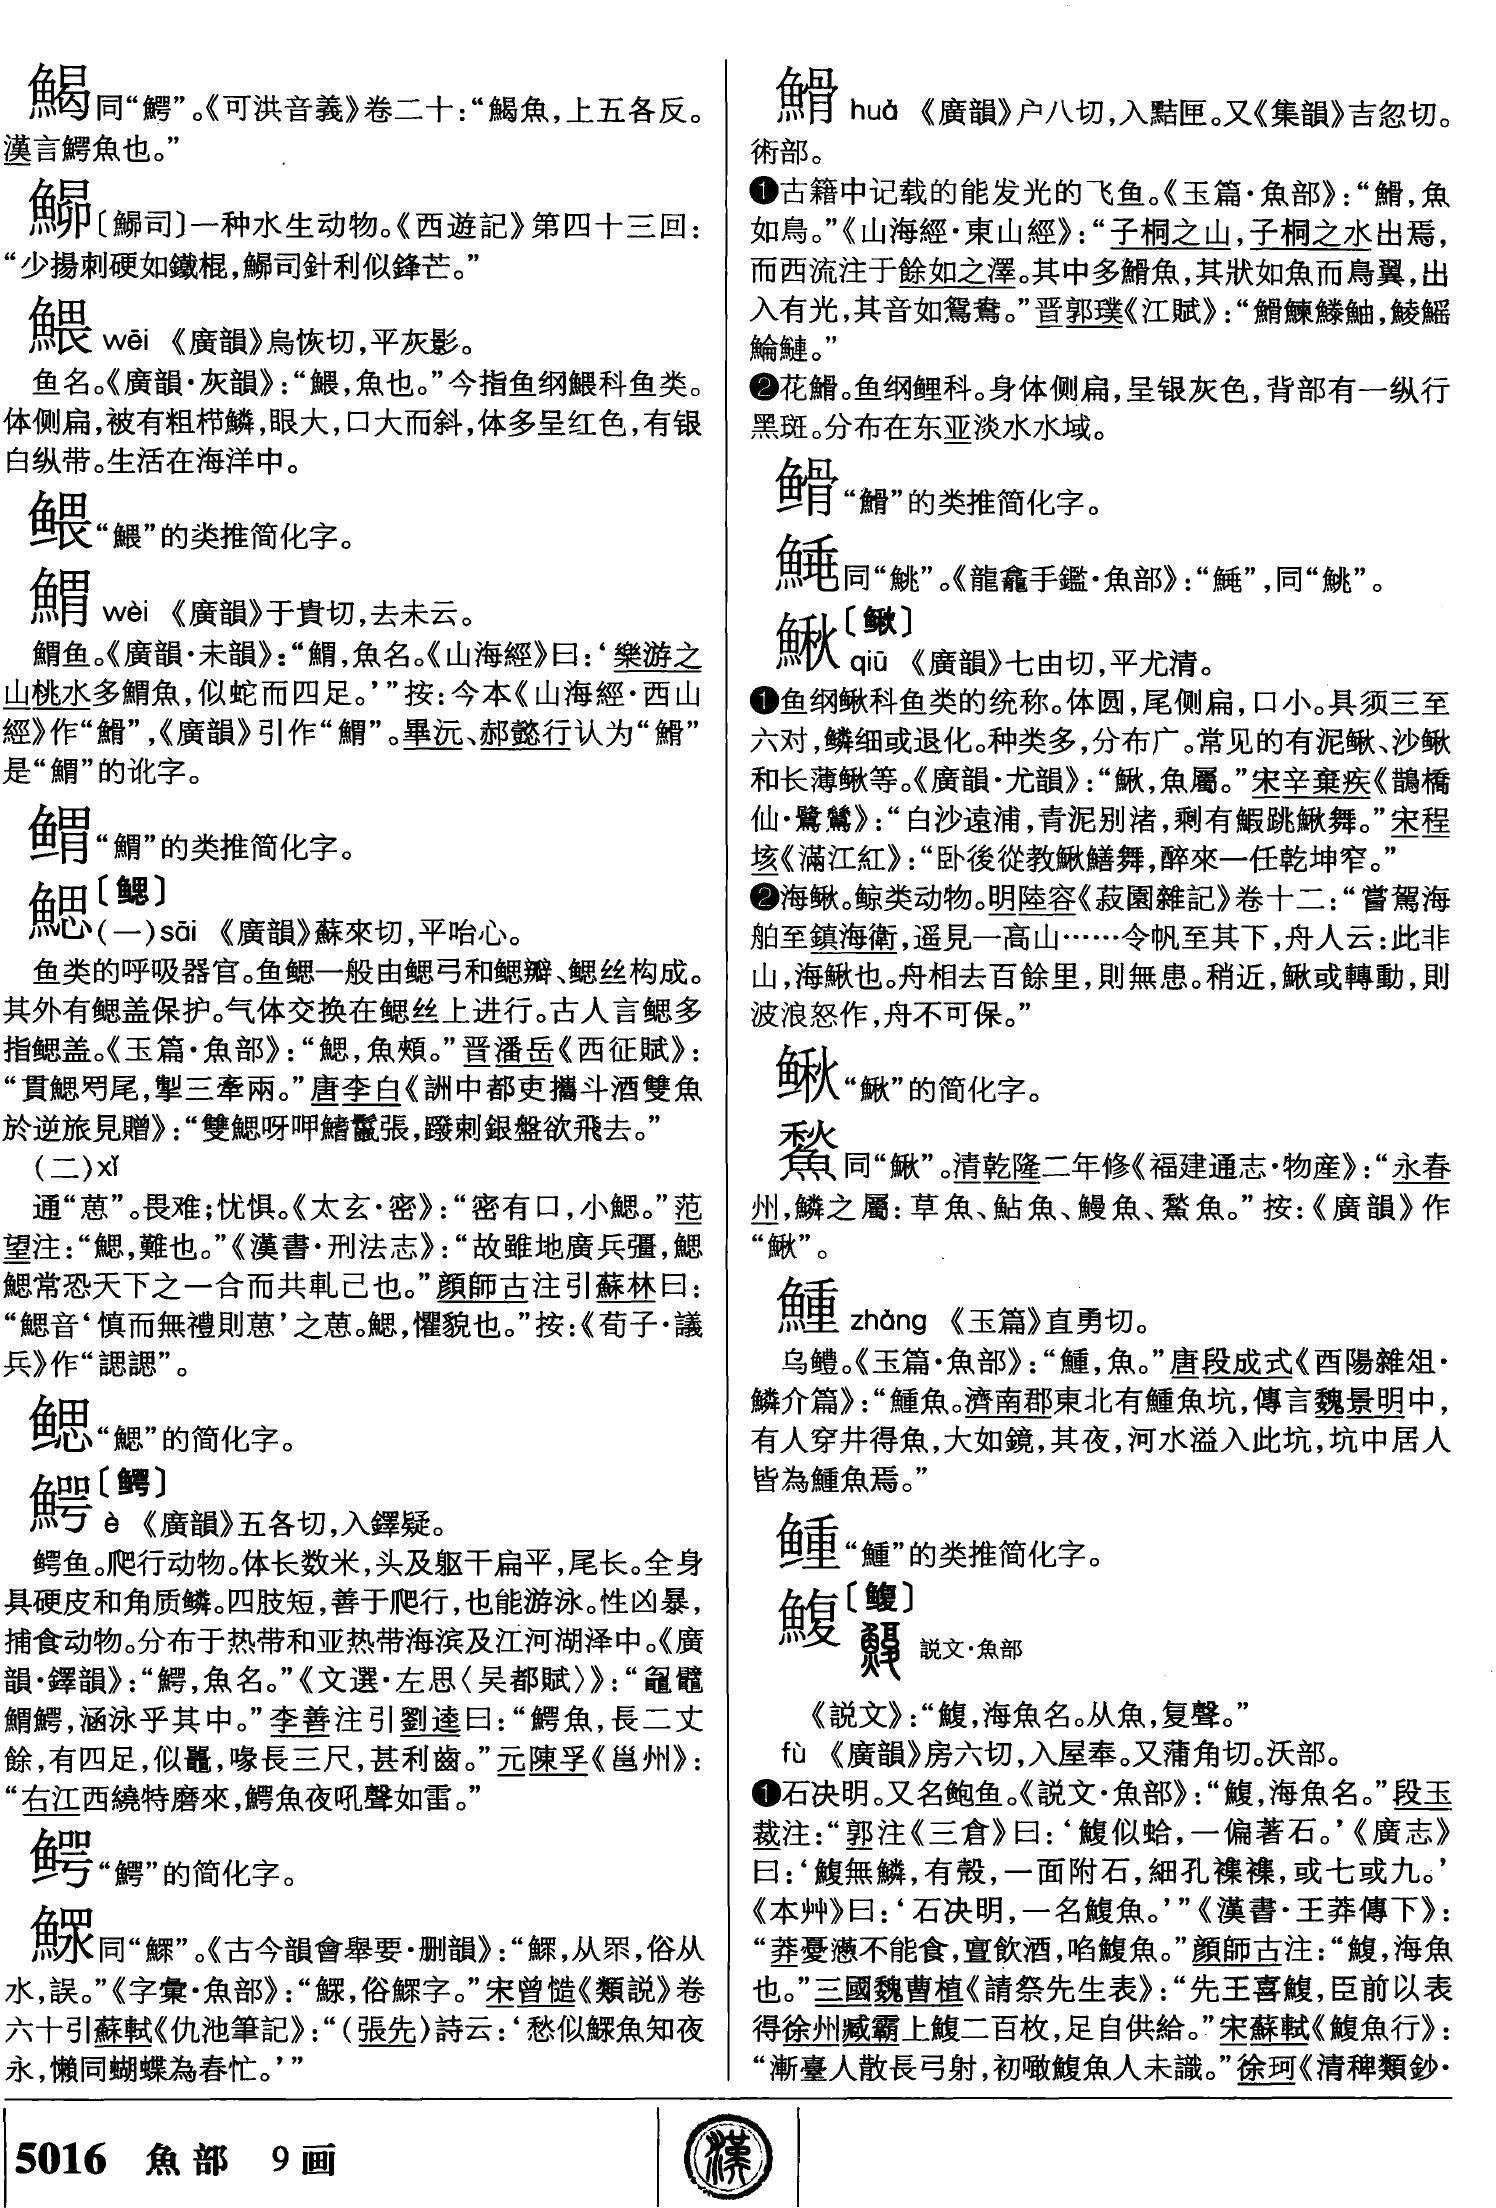 鰑同“鰐”。《可洪音義》卷二十：“魚，上五各反。
漢言鰐魚也。”
〔司〕一种水生动物。《西遊記》第四十三回：
“少揚刺硬如鐵棍，司針利似鋒芒。”
鰃 wēi 《廣韻》烏恢切，平灰影。
鱼名。《廣韻·灰韻》：“鰃，魚也。”今指鱼纲鰃科鱼类。
体侧扁，被有粗栉鳞，眼大，口大而斜，体多呈红色，有银
白纵带。生活在海洋中。
“鰃”的类推简化字。
䱵 wèi 《廣韻》于貴切，去未云。
䱵鱼。《廣韻·未韻》：“䱵，魚名。《山海經》曰：‘樂游之
山桃水多䱵魚，似蛇而四足。’”按：今本《山海經·西山
經》作“䱻”，《廣韻》引作“䱵”。畢沅、郝懿行认为“䱻”
是“䱵”的讹字。
“䱵”的类推简化字。
鰓〔鳃〕
(一)sāi 《廣韻》蘇來切，平咍心。
鱼类的呼吸器官。鱼鳃一般由鳃弓和鳃瓣、鳃丝构成。
其外有鳃盖保护。气体交换在鳃丝上进行。古人言鳃多
指鳃盖。《玉篇·魚部》：“鰓，魚頰。”晋潘岳《西征賦》：
“貫鰓尾，掣三牽兩。”唐李白《詶中都吏攜斗酒雙魚
於逆旅見贈》：“雙鰓呀呷鰭鬣張，蹳刺銀盤欲飛去。”
(二)xǐ
通“葸”。畏难；忧惧。《太玄·密》：“密有口，小鰓。”范
望注：“鰓，難也。”《漢書·刑法志》：“故雖地廣兵彊，鰓
鰓常恐天下之一合而共軋己也。”顔師古注引蘇林曰：
“鰓音‘慎而無禮則葸’之葸。鰓，懼貌也。”按：《荀子·議
兵》作“諰諰”。
鳃“鰓”的简化字。
鰐〔鳄〕
è 《廣韻》五各切，入鐸疑。
鳄鱼。爬行动物。体长数米，头及躯干扁平，尾长。全身
具硬皮和角质鳞。四肢短，善于爬行，也能游泳。性凶暴，
捕食动物。分布于热带和亚热带海滨及江河湖泽中。《廣
韻·鐸韻》：“鰐，魚名。”《文選·左思〈吴都賦〉》：“鼊
鯖鰐，涵泳乎其中。”李善注引劉逵曰：“鰐魚，長二丈
餘，有四足，似鼉，喙長三尺，甚利齒。”元陳孚《邕州》：
“右江西繞特磨來，鰐魚夜吼聲如雷。”
鳄“鰐”的简化字。
同“鰥”。《古今韻會舉要·删韻》：“鰥，从眔，俗从
水，誤。”《字彙·魚部》：“，俗鰥字。”宋曾慥《類説》卷
六十引蘇軾《仇池筆記》：“(張先)詩云：‘愁似魚知夜
永，懶同蝴蝶為春忙。’”
䱻 huá 《廣韻》户八切，入黠匣。又《集韻》吉忽切。
術部。
❶古籍中记载的能发光的飞鱼。《玉篇·魚部》：“䱻，魚
如鳥。”《山海經·東山經》：“子桐之山，子桐之水出焉，
而西流注于餘如之澤。其中多䱻魚，其狀如魚而鳥翼，出
入有光，其音如鴛鴦。”晋郭璞《江賦》：“䱻鰊䱾鮋，鯪鰩
鯩鰱。”
❷花䱻。鱼纲鲤科。身体侧扁，呈银灰色，背部有一纵行
黑斑。分布在东亚淡水水域。
“䱻”的类推简化字。
同“鮡”。《龍龕手鑑·魚部》：“”，同“鮡”。
鰍〔鳅〕
qiū 《廣韻》七由切，平尤清。
❶鱼纲鳅科鱼类的统称。体圆，尾侧扁，口小。具须三至
六对，鳞细或退化。种类多，分布广。常见的有泥鳅、沙鳅
和长薄鳅等。《廣韻·尤韻》：“鰍，魚屬。”宋辛棄疾《鵲橋
仙·鷺鷥》：“白沙遠浦，青泥别渚，剩有鰕跳鰍舞。”宋程
垓《滿江紅》：“卧後從教鰍鱔舞，醉來一任乾坤窄。”
❷海鳅。鲸类动物。明陸容《菽園雜記》卷十二：“嘗駕海
舶至鎮海衛，遥見一高山……令帆至其下，舟人云：此非
山，海鰍也。舟相去百餘里，則無患。稍近，鰍或轉動，則
波浪怒作，舟不可保。”
鳅“鰍”的简化字。
䲡同“鰍”。清乾隆二年修《福建通志·物産》：“永春
州，鱗之屬：草魚、鮎魚、鰻魚、䲡魚。”按：《廣韻》作
“鰍”。
䱰 zhǒng 《玉篇》直勇切。
乌鳢。《玉篇·魚部》：“䱰，魚。”唐段成式《酉陽雜俎·
鱗介篇》：“䱰魚。濟南郡東北有䱰魚坑，傳言魏景明中，
有人穿井得魚，大如鏡，其夜，河水溢入此坑，坑中居人
皆為䱰魚焉。”
“䱰”的类推简化字。
鰒〔鳆〕
説文·魚部
《説文》：“鰒，海魚名。从魚，复聲。”
fù 《廣韻》房六切，入屋奉。又蒲角切。沃部。
❶石决明。又名鲍鱼。《説文·魚部》：“鰒，海魚名。”段玉
裁注：“郭注《三倉》曰：‘鰒似蛤，一偏著石。’《廣志》
曰：‘鰒無鱗，有殼，一面附石，細孔襍襍，或七或九。’
《本艸》曰：‘石决明，一名鰒魚。’”《漢書·王莽傳下》：
“莽憂懣不能食，亶飲酒，啗鰒魚。”顔師古注：“鰒，海魚
也。”三國魏曹植《請祭先生表》：“先王喜鰒，臣前以表
得徐州臧霸上鰒二百枚，足自供給。”宋蘇軾《鰒魚行》：
“漸臺人散長弓射，初噉鰒魚人未識。”徐珂《清稗類鈔·
5016 魚部 9画
漢